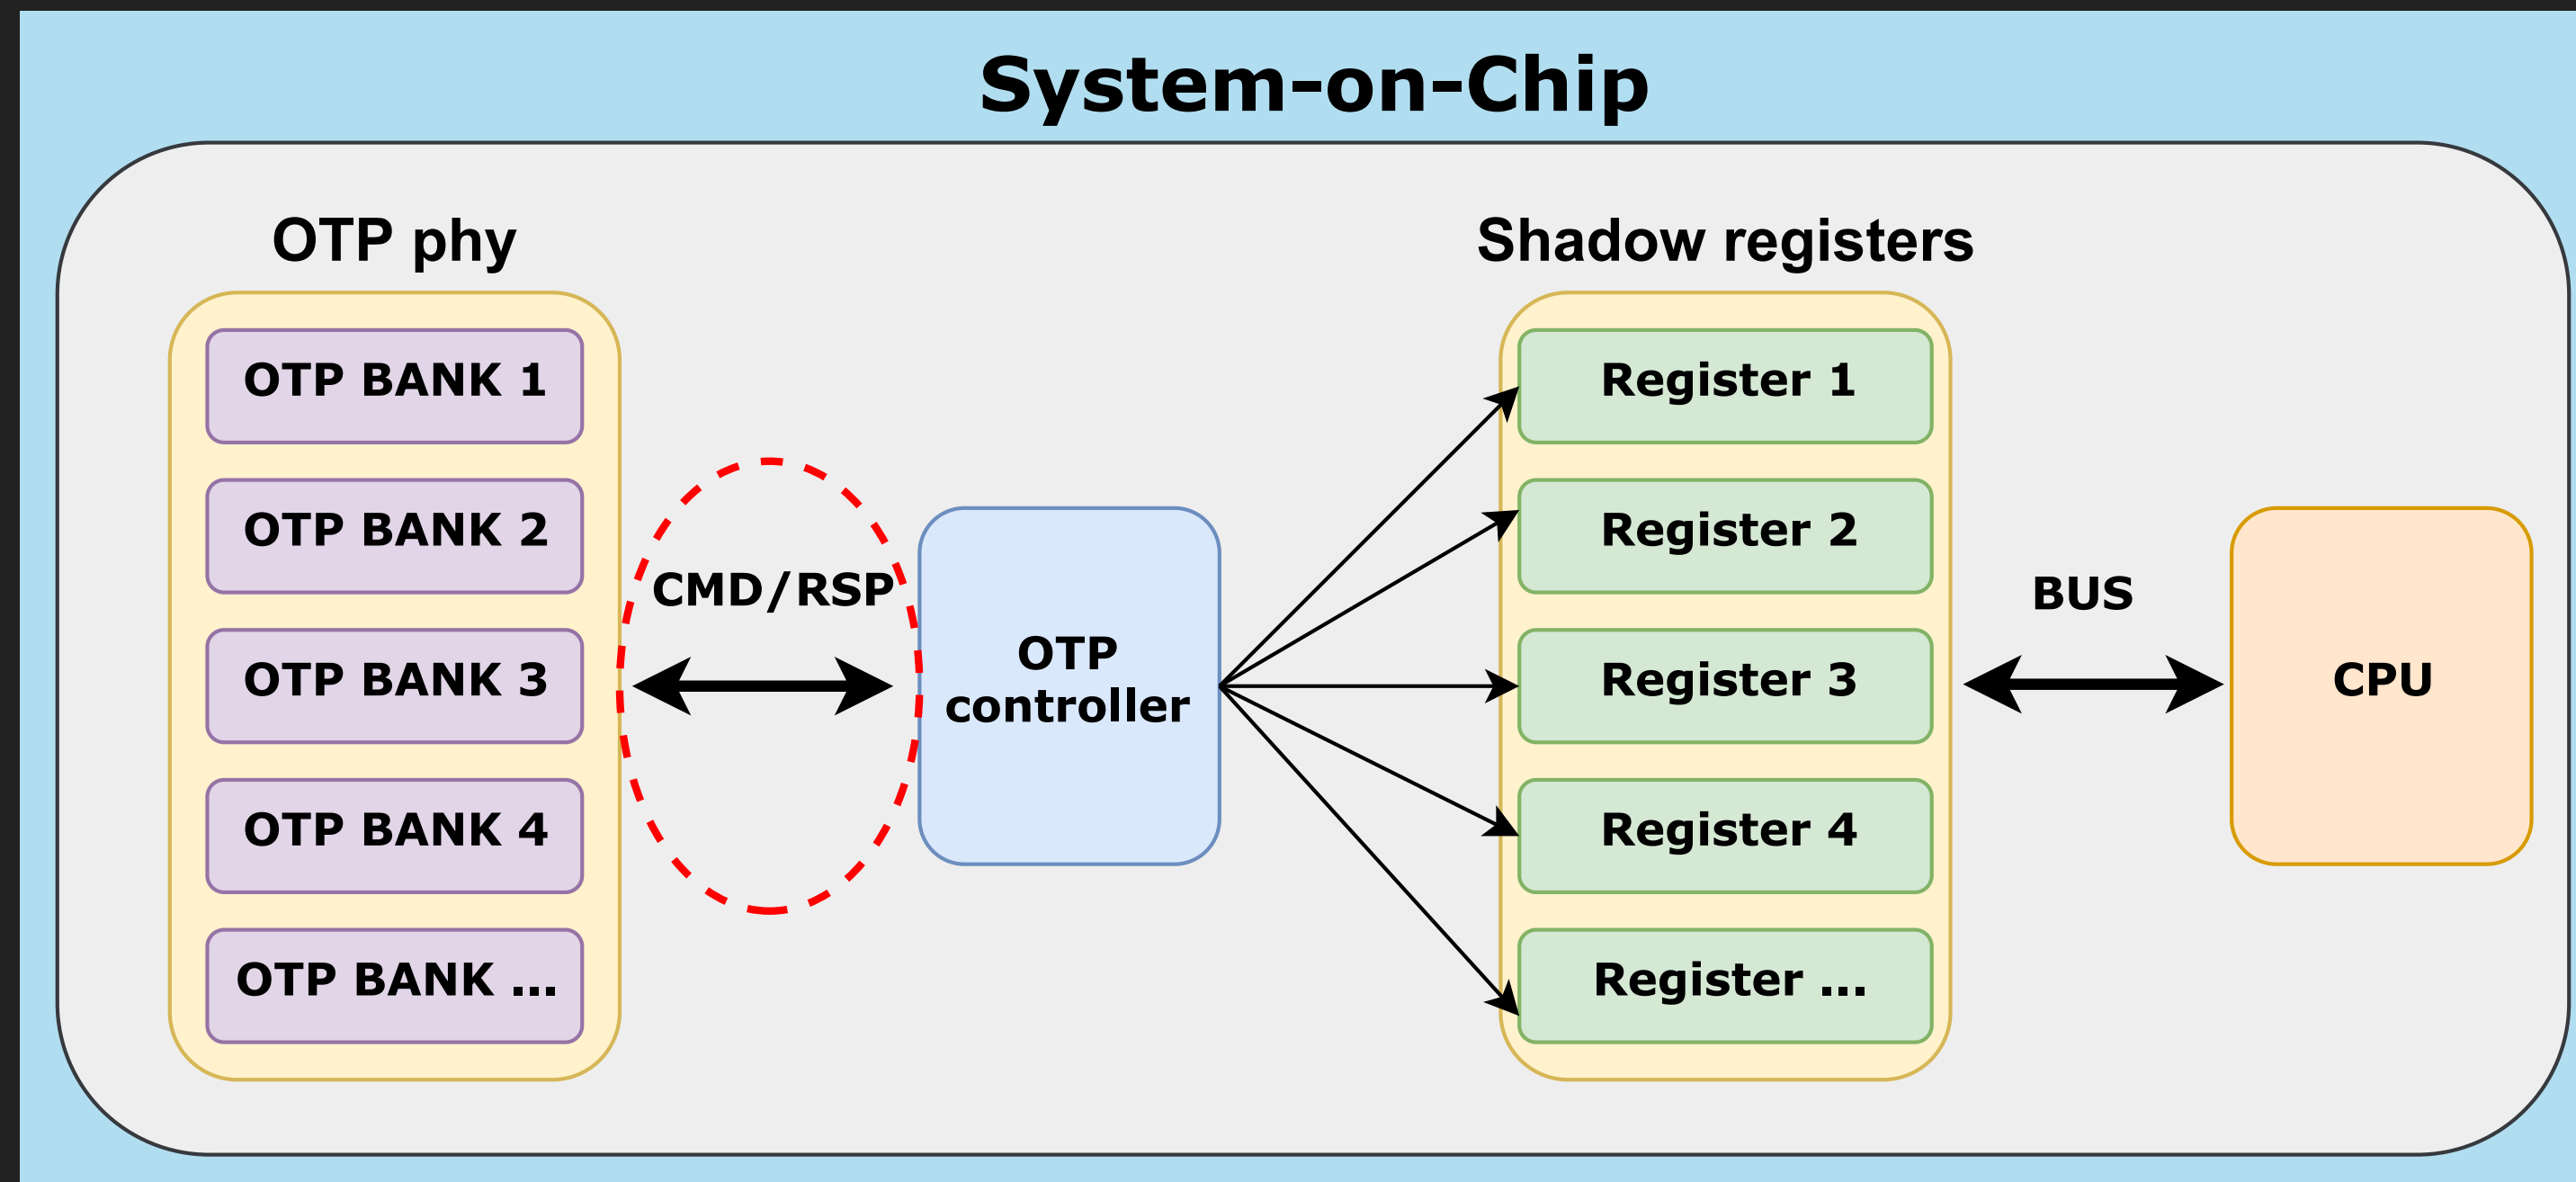 System-on-Chip
OTP phy
OTP BANK 1
OTP BANK 2
OTP BANK 3
OTP BANK 4
OTP BANK ...
CMD/RSP
OTP
controller
Shadow registers
Register 1
Register 2
Register 3
Register 4
Register ...
BUS
CPU